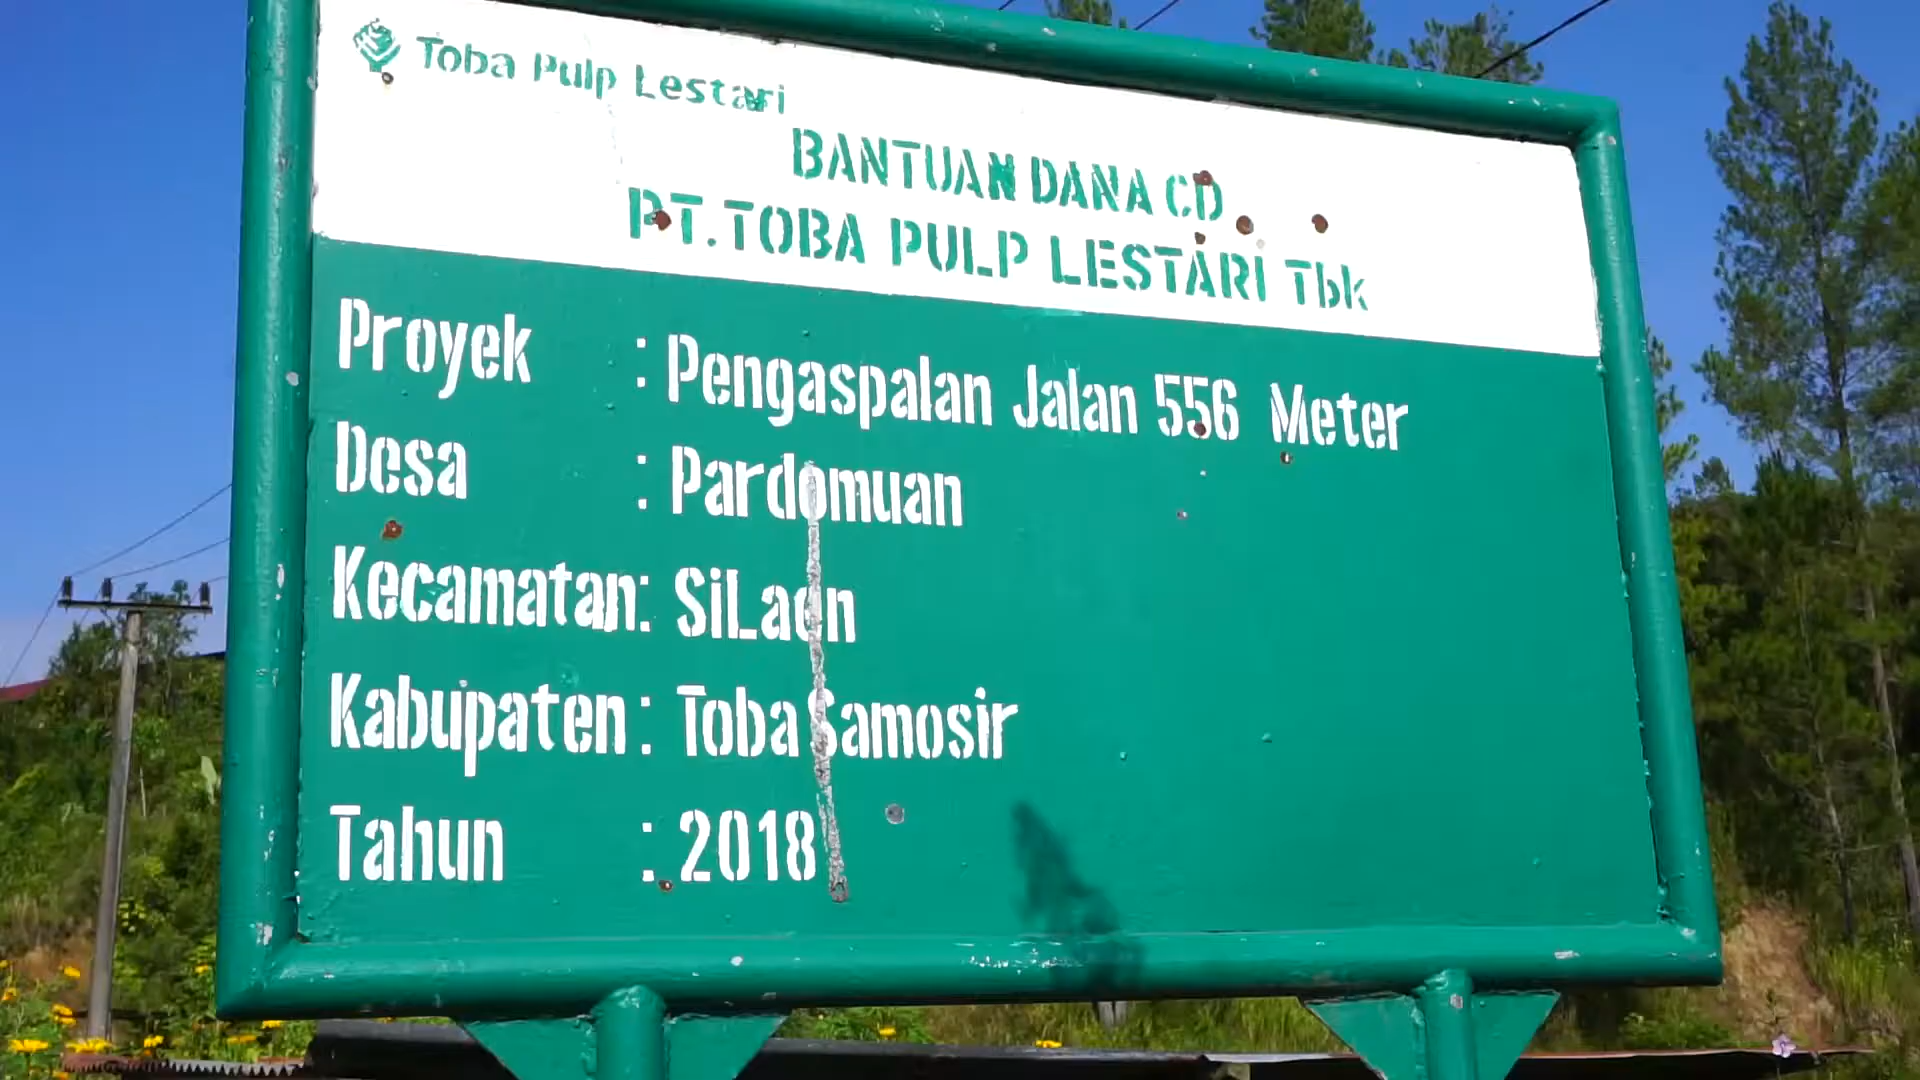 Toba Pulp Lestari
BANTUAN DANA CD
PT.TOBA PULP LESTARI Tbk
Proyek : Pengaspalan Jalan 556 Meter
Desa : Pardomuan
Kecamatan: SiLaen
Kabupaten: Toba Samosir
Tahun : 2018